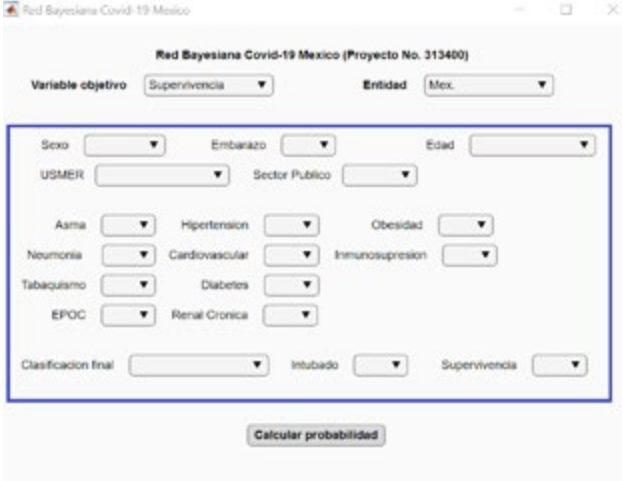 Red Bayesiana Covid-19 Mexico
Red Bayesiana Covid-19 Mexico (Proyecto No. 313400)
Variable objetivo Supervivencia Entidad Mex.
Sexo Embarazo Edad
USMER Sector Publico
Asma Hipertension Obesidad
Neumonia Cardiovascular Inmunosupresion
Tabaquismo Diabetes
EPOC Renal Cronica
Clasificacion final Intubado Supervivencia
Calcular probabilidad